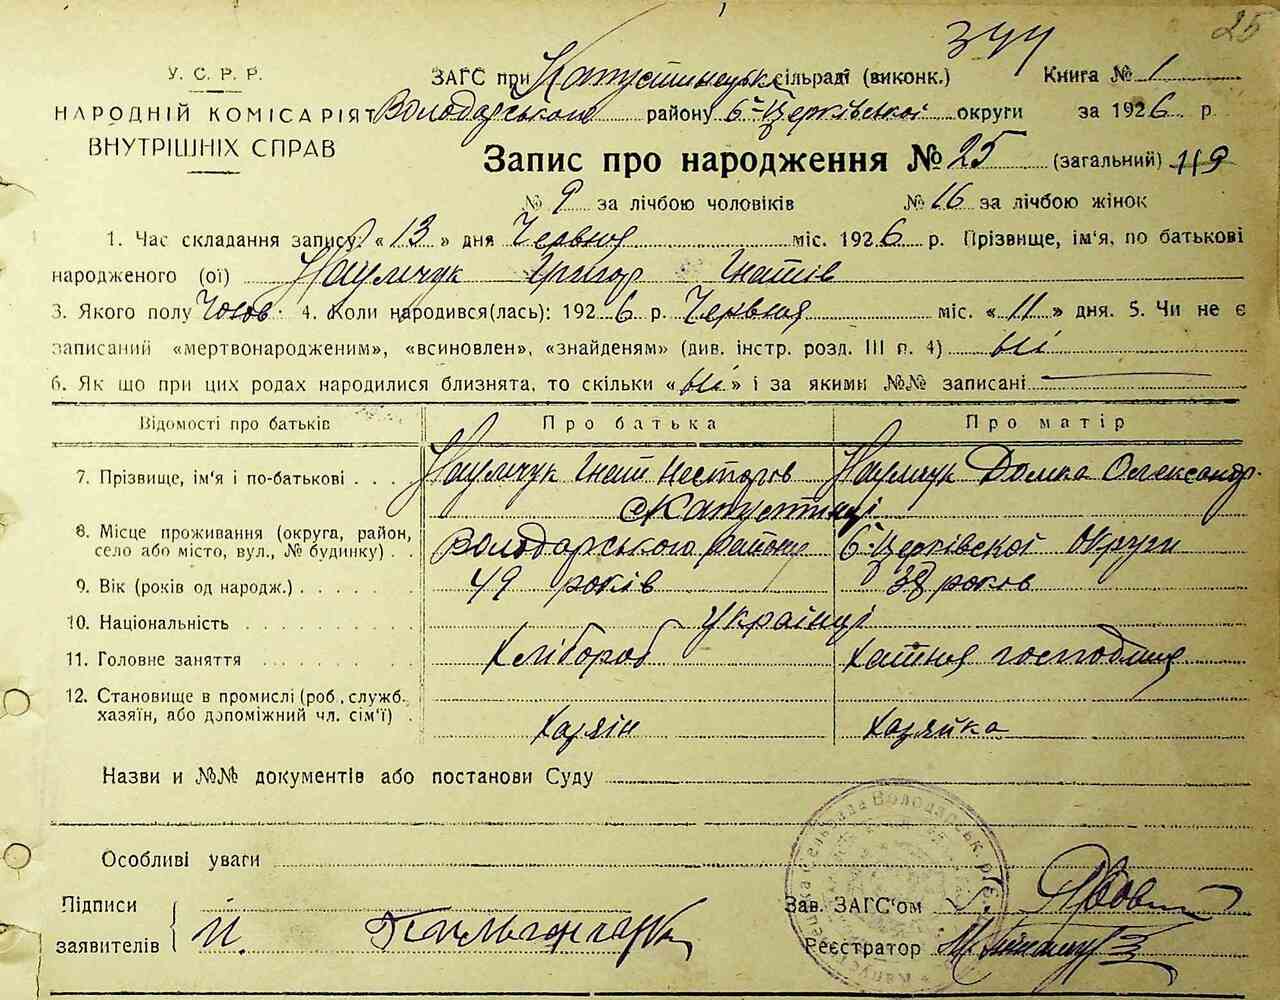 344 25
У. С. Р. Р. ЗАГС при Капустинецьк сільраді (виконк.) Книга № 1
НАРОДНІЙ КОМІСАРІЯТ Володарського району Б-Церківської округи за 1926 р.
ВНУТРІШНІХ СПРАВ
Запис про народження № 25 (загальний) 119
№ 9 за лічбою чоловіків № 16 за лічбою жінок
1. Час складання запису: « 13 » дня Червня міс. 1926 р. Прізвище, ім'я, по батькові
народженого (ої) Наумчук Григор Гнатів
3. Якого полу Чолов. 4. Коли народився(лась): 1926 р. Червня міс. « 11 » дня. 5. Чи не є
записаний «мертвонародженим», «всиновлен», «знайденям» (див. інстр. розд. III п. 4) Ні
6. Як що при цих родах народилися близнята, то скільки « Ні » і за якими №№ записані
Відомості про батьків Про батька Про матір
7. Прізвище, ім'я і по-батькові . . . Наумчук Гнат Несторів Наумчук Домка Олександр.
с Капустинці
8. Місце проживання (округа, район,
село або місто, вул., № будинку) . . Володарського району Б-Церківскої Округи
9. Вік (років од народж.) . . . . . . 49 років 38 років
10. Національність . . . . . . . . українці
11. Головне заняття . . . . . . . Хлібороб Хатня господиня
12. Становище в промислі (роб., служб.
хазяїн, або допоміжний чл. сім'ї) . Хазяїн Хазяйка
Назви и №№ документів або постанови Суду
Особливі уваги
Підписи
заявителів
Зав. ЗАГС'ом
Реєстратор